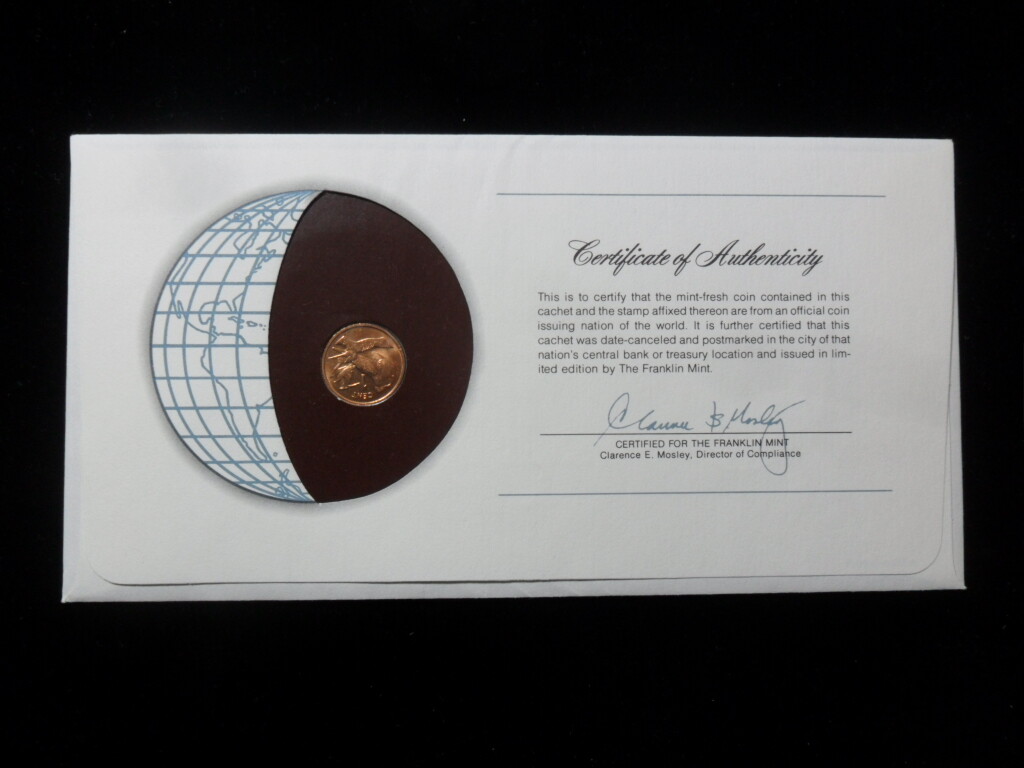 Certificate of Authenticity
This is to certify that the mint-fresh coin contained in this
cachet and the stamp affixed thereon are from an official coin
issuing nation of the world. It is further certified that this
cachet was date-canceled and postmarked in the city of that
nation's central bank or treasury location and issued in lim-
ited edition by The Franklin Mint.
CERTIFIED FOR THE FRANKLIN MINT
Clarence E. Mosley, Director of Compliance